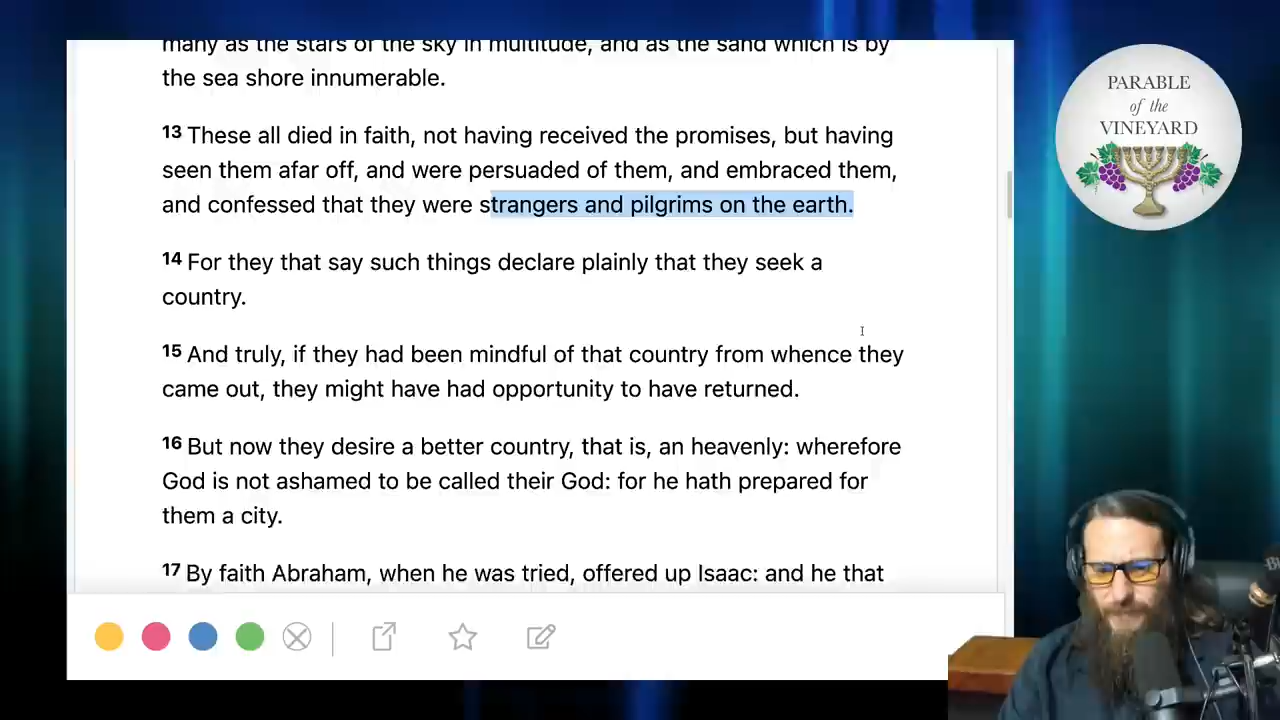 many as the stars of the sky in multitude, and as the sand which is by
the sea shore innumerable.
13 These all died in faith, not having received the promises, but having
seen them afar off, and were persuaded of them, and embraced them,
and confessed that they were strangers and pilgrims on the earth.
14 For they that say such things declare plainly that they seek a
country.
15 And truly, if they had been mindful of that country from whence they
came out, they might have had opportunity to have returned.
16 But now they desire a better country, that is, an heavenly: wherefore
God is not ashamed to be called their God: for he hath prepared for
them a city.
17 By faith Abraham, when he was tried, offered up Isaac: and he that
PARABLE
of the
VINEYARD